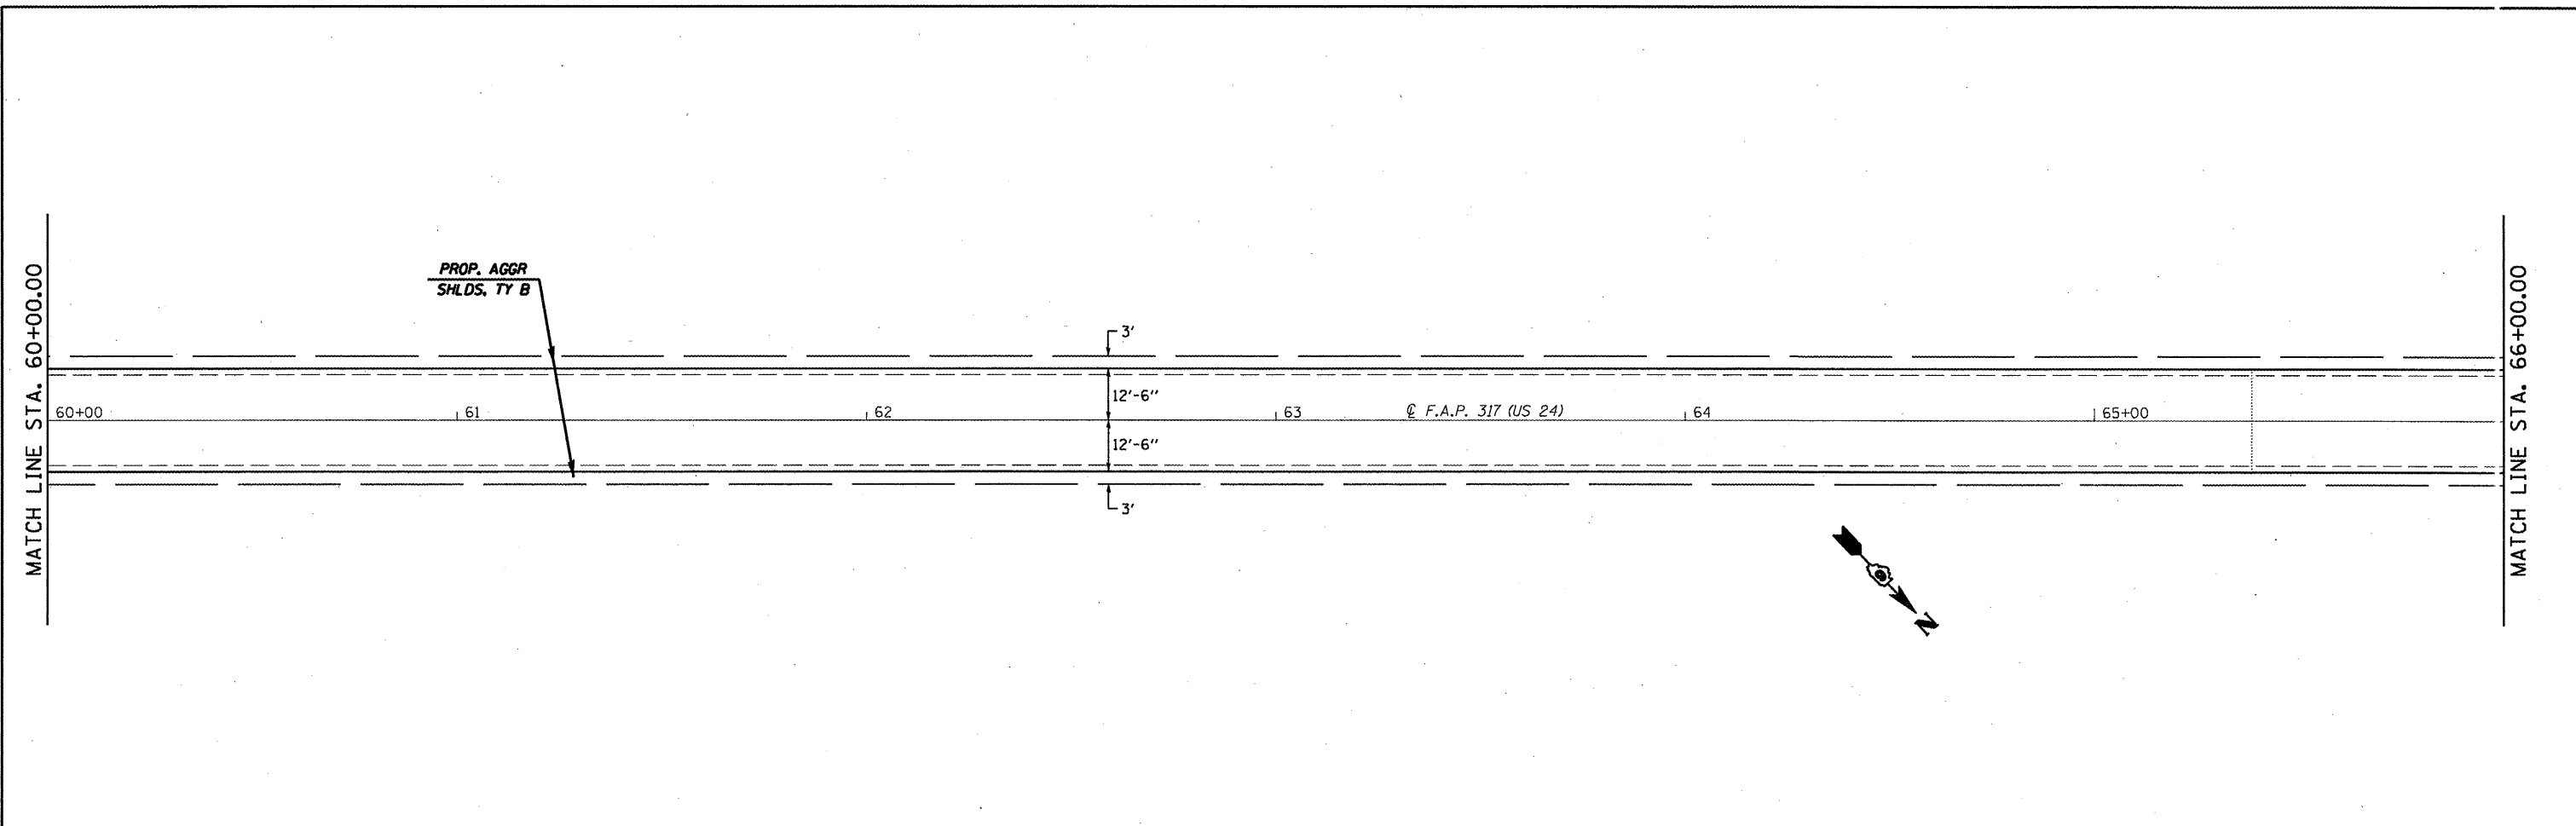 MATCH LINE STA. 60+00.00
PROP. AGGR
SHLDS, TY B
3'
12'-6"
60+00
61
62
63
℄ F.A.P. 317 (US 24)
64
65+00
12'-6"
3'
N
MATCH LINE STA. 66+00.00